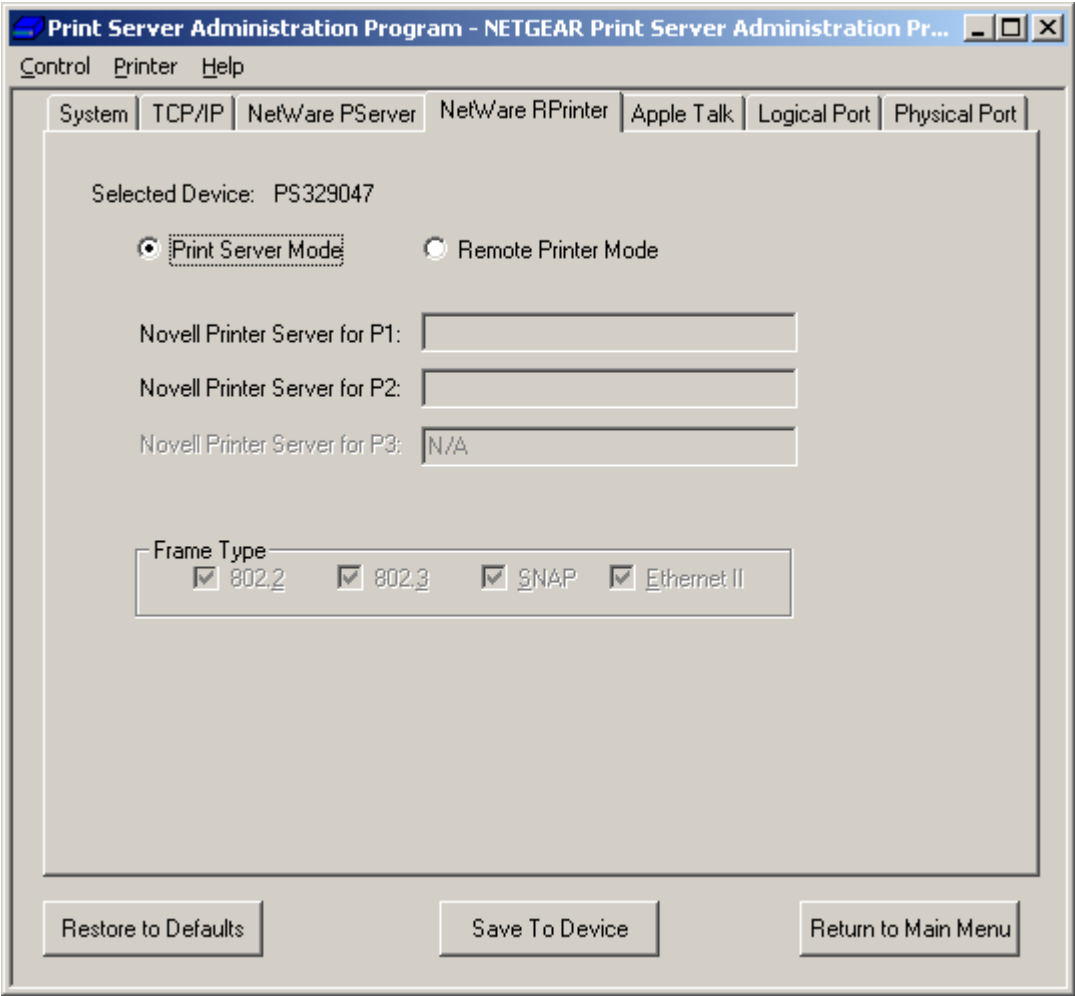 Print Server Administration Program - NETGEAR Print Server Administration Pr...
Control Printer Help
System TCP/IP NetWare PServer NetWare RPrinter Apple Talk Logical Port Physical Port
Selected Device: PS329047
Print Server Mode Remote Printer Mode
Novell Printer Server for P1:
Novell Printer Server for P2:
Novell Printer Server for P3: N/A
Frame Type
802.2 802.3 SNAP Ethernet II
Restore to Defaults Save To Device Return to Main Menu